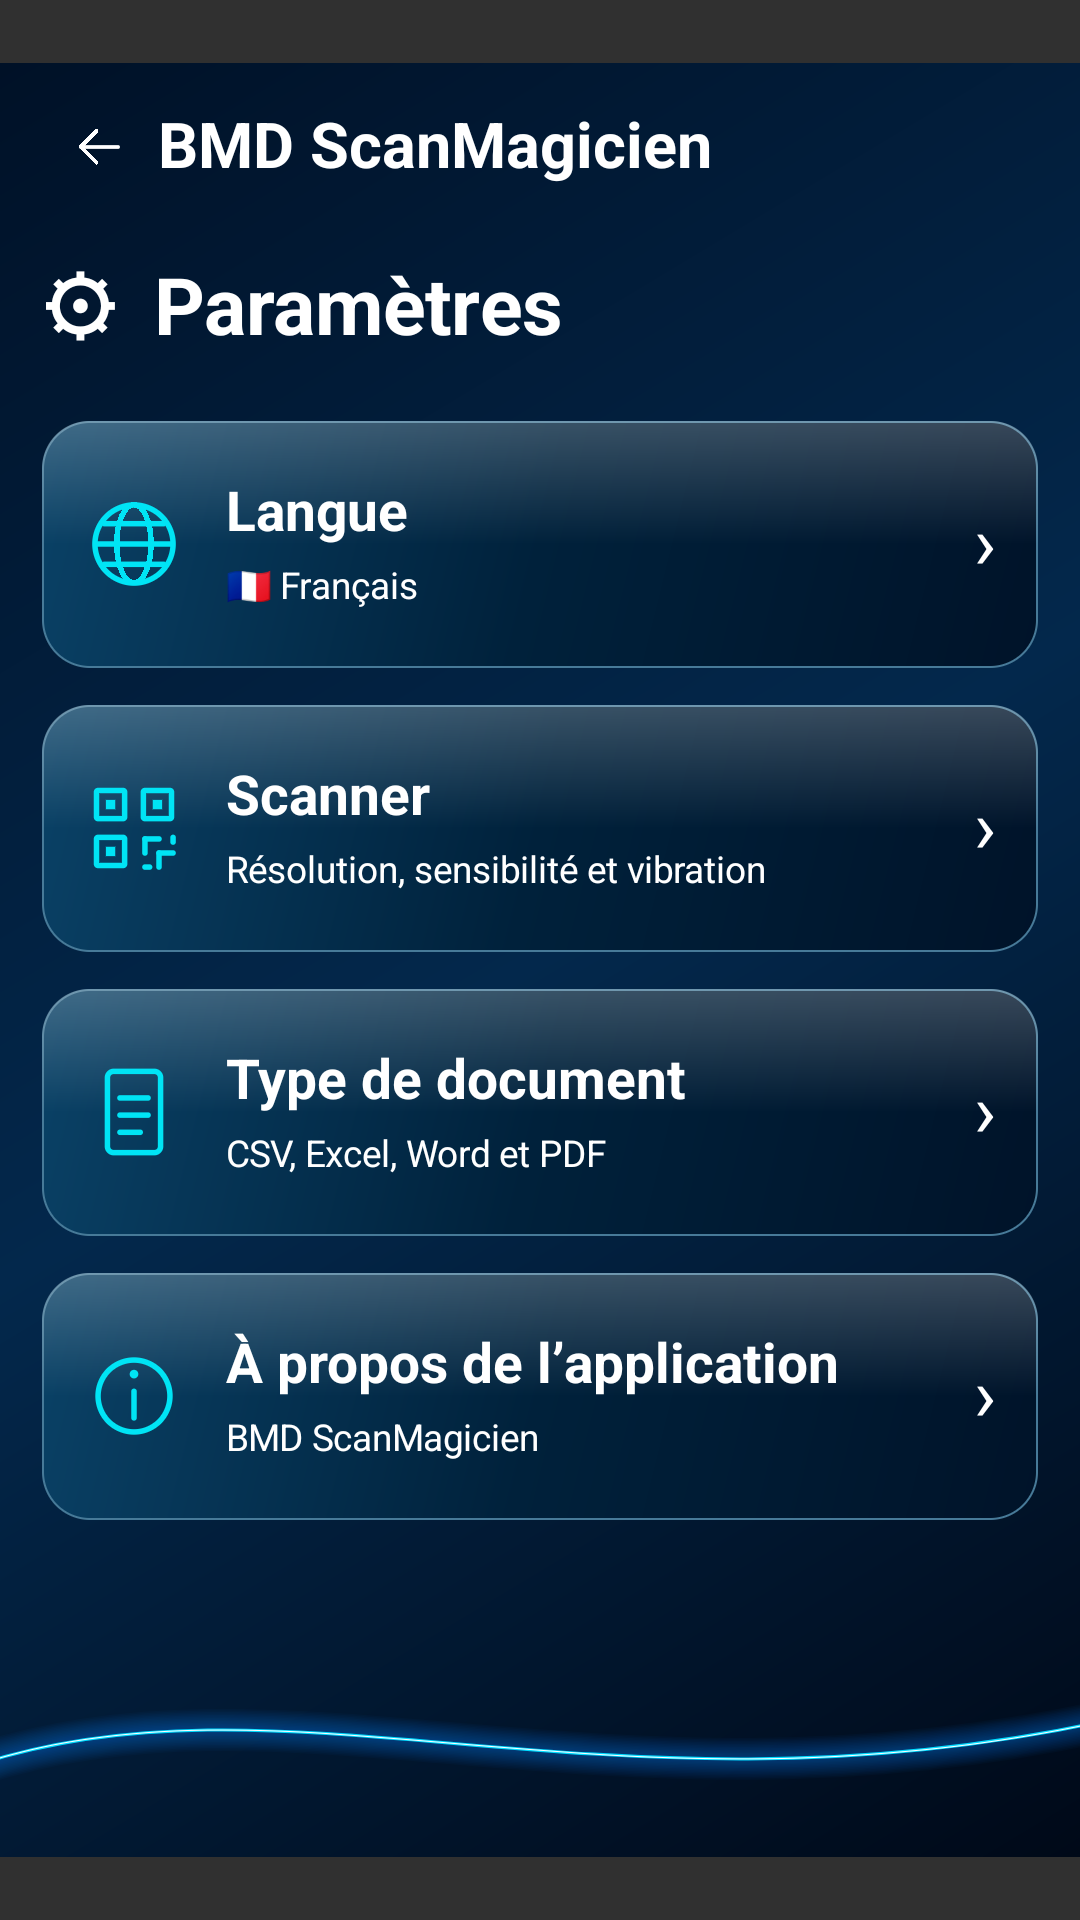 BMD ScanMagicien
Paramètres
Langue
🇫🇷 Français
Scanner
Résolution, sensibilité et vibration
Type de document
CSV, Excel, Word et PDF
À propos de l’application
BMD ScanMagicien